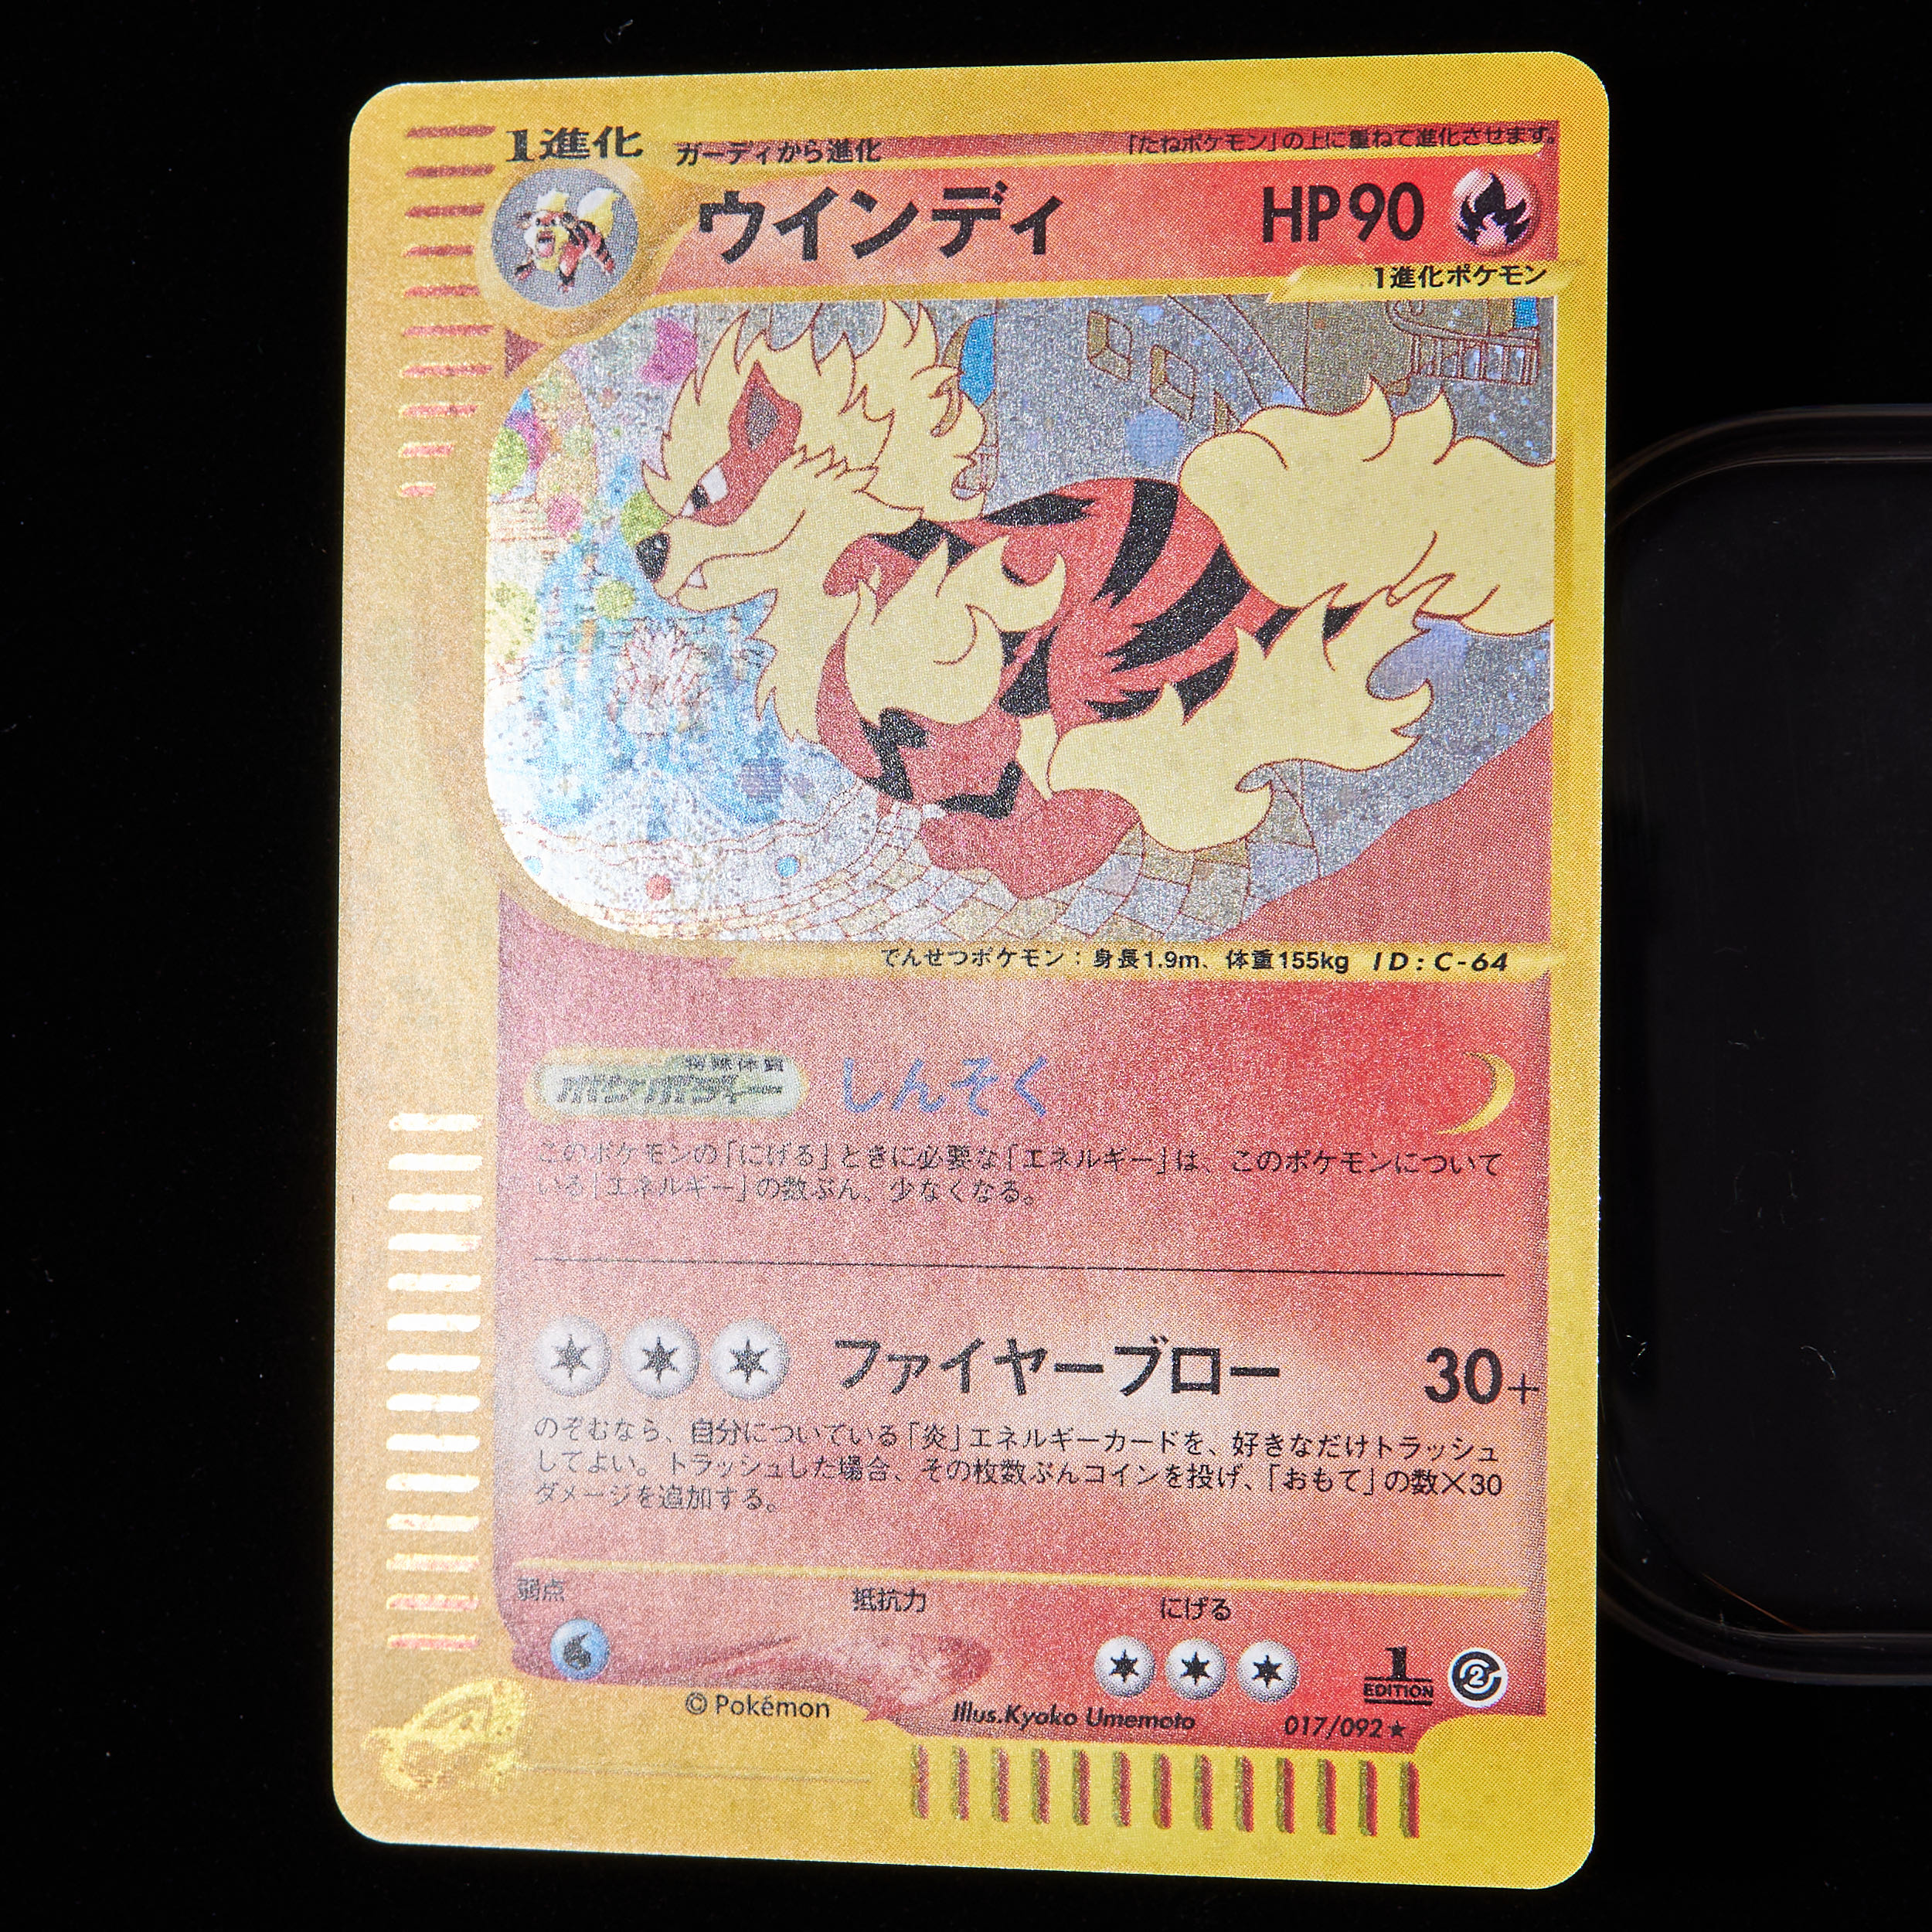 1進化
ガーディから進化
「たねポケモン」の上に重ねて進化させます。
ウインディ HP90
1進化ポケモン
でんせつポケモン：身長1.9m、体重155kg ID:C-64
特殊体質
ポケボディー しんそく
このポケモンの「にげる」ときに必要な「エネルギー」は、このポケモンについて
いる「エネルギー」の数ぶん、少なくなる。
ファイヤーブロー 30+
のぞむなら、自分についている「炎」エネルギーカードを、好きなだけトラッシュ
してよい。トラッシュした場合、その枚数ぶんコインを投げ、「おもて」の数×30
ダメージを追加する。
弱点 抵抗力 にげる
1 EDITION 2
© Pokémon Illus.Kyoko Umemoto 017/092★